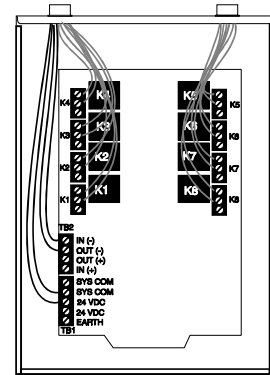 K4 K4 K5 K5
K3 K3 K6 K6
K2 K2 K7 K7
K1 K1 K8 K8
TB2
IN (-)
OUT (-)
OUT (+)
IN (+)
SYS COM
SYS COM
24 VDC
24 VDC
EARTH
TB1